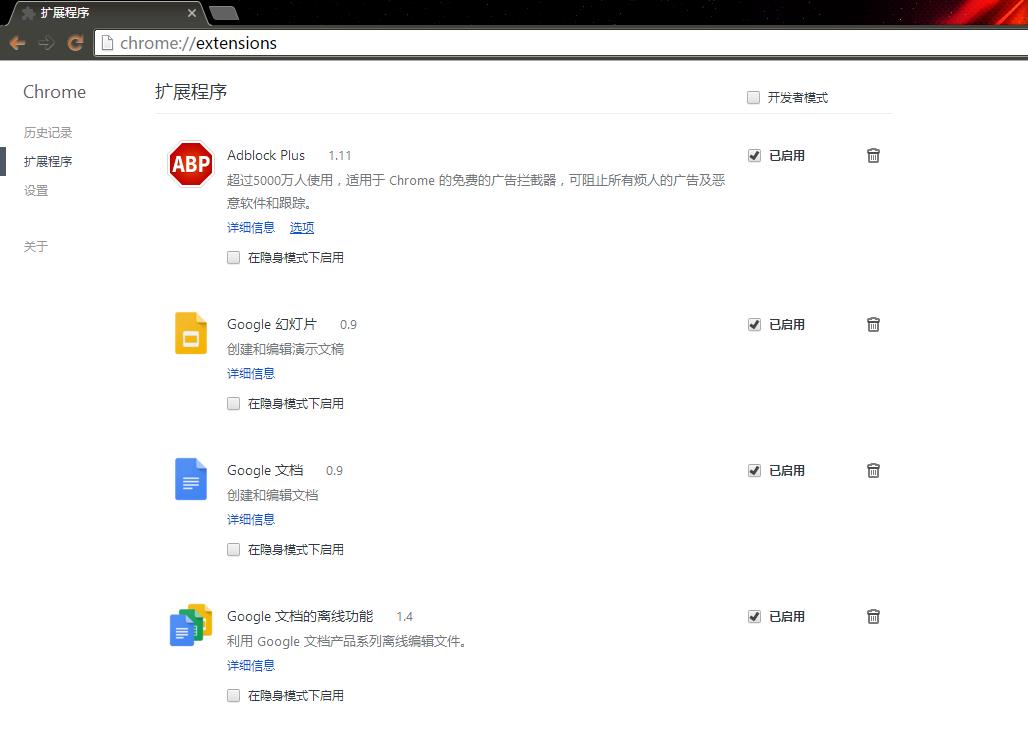 扩展程序
chrome://extensions
Chrome
历史记录
扩展程序
设置
关于
扩展程序
开发者模式
ABP
Adblock Plus 1.11
已启用
超过5000万人使用，适用于 Chrome 的免费的广告拦截器，可阻止所有烦人的广告及恶
意软件和跟踪。
详细信息 选项
在隐身模式下启用
Google 幻灯片 0.9
已启用
创建和编辑演示文稿
详细信息
在隐身模式下启用
Google 文档 0.9
已启用
创建和编辑文档
详细信息
在隐身模式下启用
Google 文档的离线功能 1.4
已启用
利用 Google 文档产品系列离线编辑文件。
详细信息
在隐身模式下启用